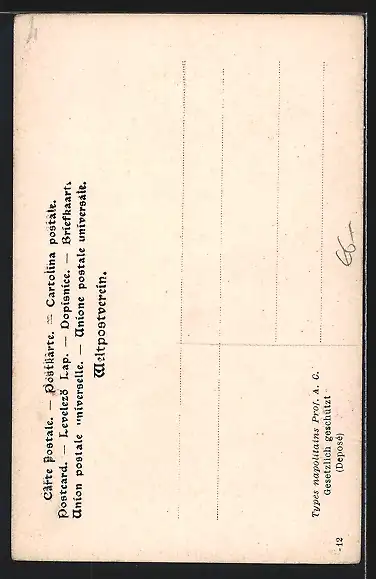 Carte Postale. — Postkarte. — Cartolina postale.
Postcard. — Levelező Lap. — Dopisnice. — Briefkaart.
Union postale universelle. — Unione postale universale.
Weltpostverein.
Types napolitains Prof. A. C.
Gesetzlich geschützt
(Deposé)
-12